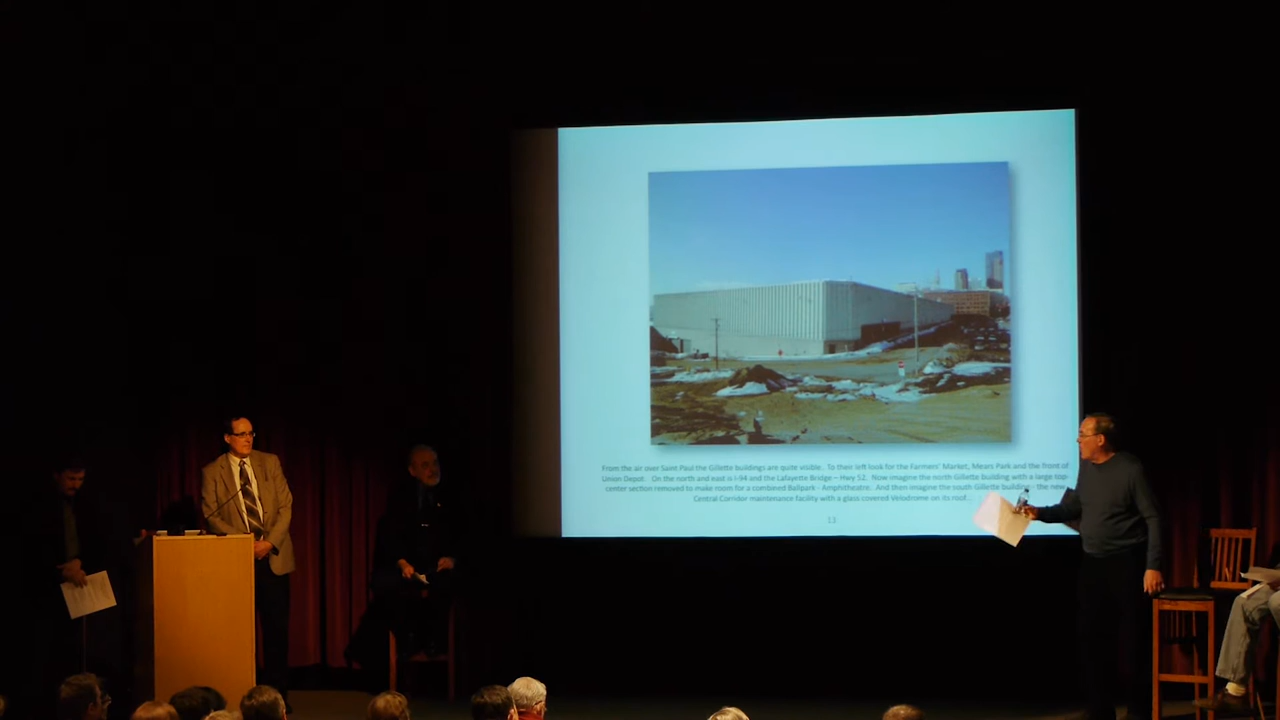 From the air over Saint Paul the Gillette buildings are quite visible. To their left look for the Farmers' Market, Mears Park and the front of
Union Depot. On the north and east is I-94 and the Lafayette Bridge – Hwy 52. Now imagine the north Gillette building with a large top-
center section removed to make room for a combined Ballpark - Amphitheatre. And then imagine the south Gillette building – the new
Central Corridor maintenance facility with a glass covered Velodrome on its roof...
13